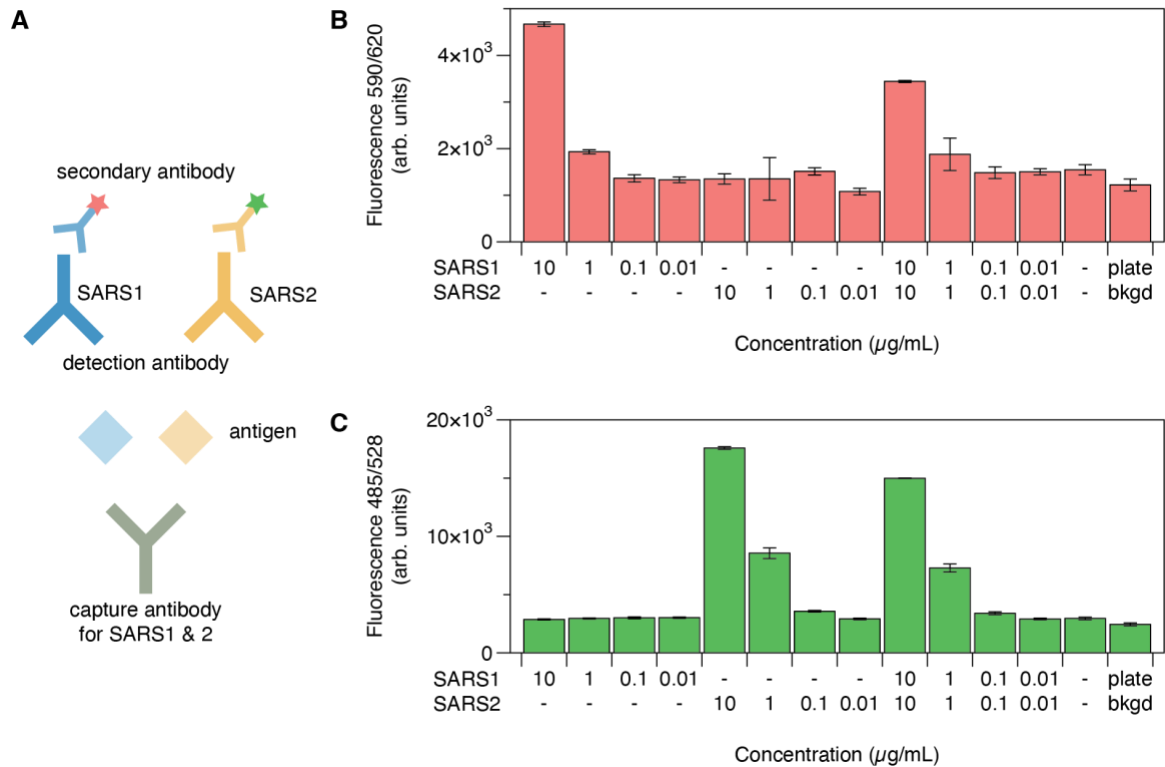 A
secondary antibody
SARS1
SARS2
detection antibody
antigen
capture antibody
for SARS1 & 2
B
Fluorescence 590/620
(arb. units)
4×10³
2×10³
0
SARS1 10 1 0.1 0.01 - - - - 10 1 0.1 0.01 - plate
SARS2 - - - - 10 1 0.1 0.01 10 1 0.1 0.01 - bkgd
Concentration (µg/mL)
C
Fluorescence 485/528
(arb. units)
20×10³
10×10³
0
SARS1 10 1 0.1 0.01 - - - - 10 1 0.1 0.01 - plate
SARS2 - - - - 10 1 0.1 0.01 10 1 0.1 0.01 - bkgd
Concentration (µg/mL)